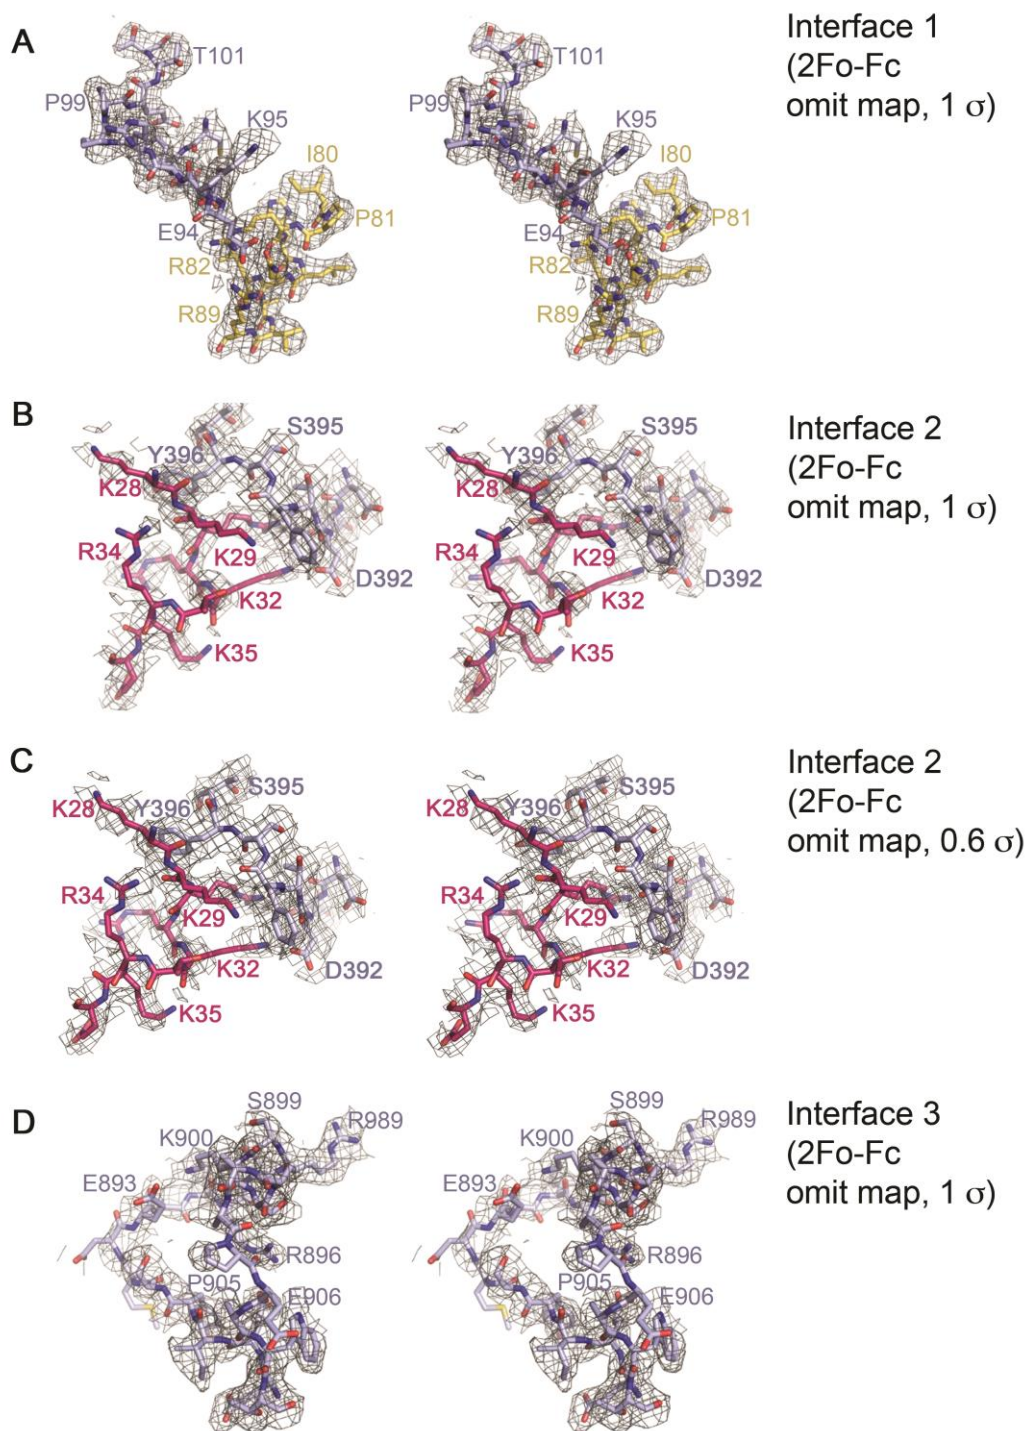 A
T101
P99
K95
I80
P81
E94
R82
R89
T101
P99
K95
I80
P81
E94
R82
R89
Interface 1
(2Fo-Fc
omit map, 1 σ)
B
S395
Y396
K28
R34
K29
D392
K32
K35
S395
Y396
K28
R34
K29
D392
K32
K35
Interface 2
(2Fo-Fc
omit map, 1 σ)
C
S395
K28
Y396
R34
K29
K32
D392
K35
S395
K28
Y396
R34
K29
K32
D392
K35
Interface 2
(2Fo-Fc
omit map, 0.6 σ)
D
S899
R989
K900
E893
R896
P905
E906
S899
R989
K900
E893
R896
P905
E906
Interface 3
(2Fo-Fc
omit map, 1 σ)